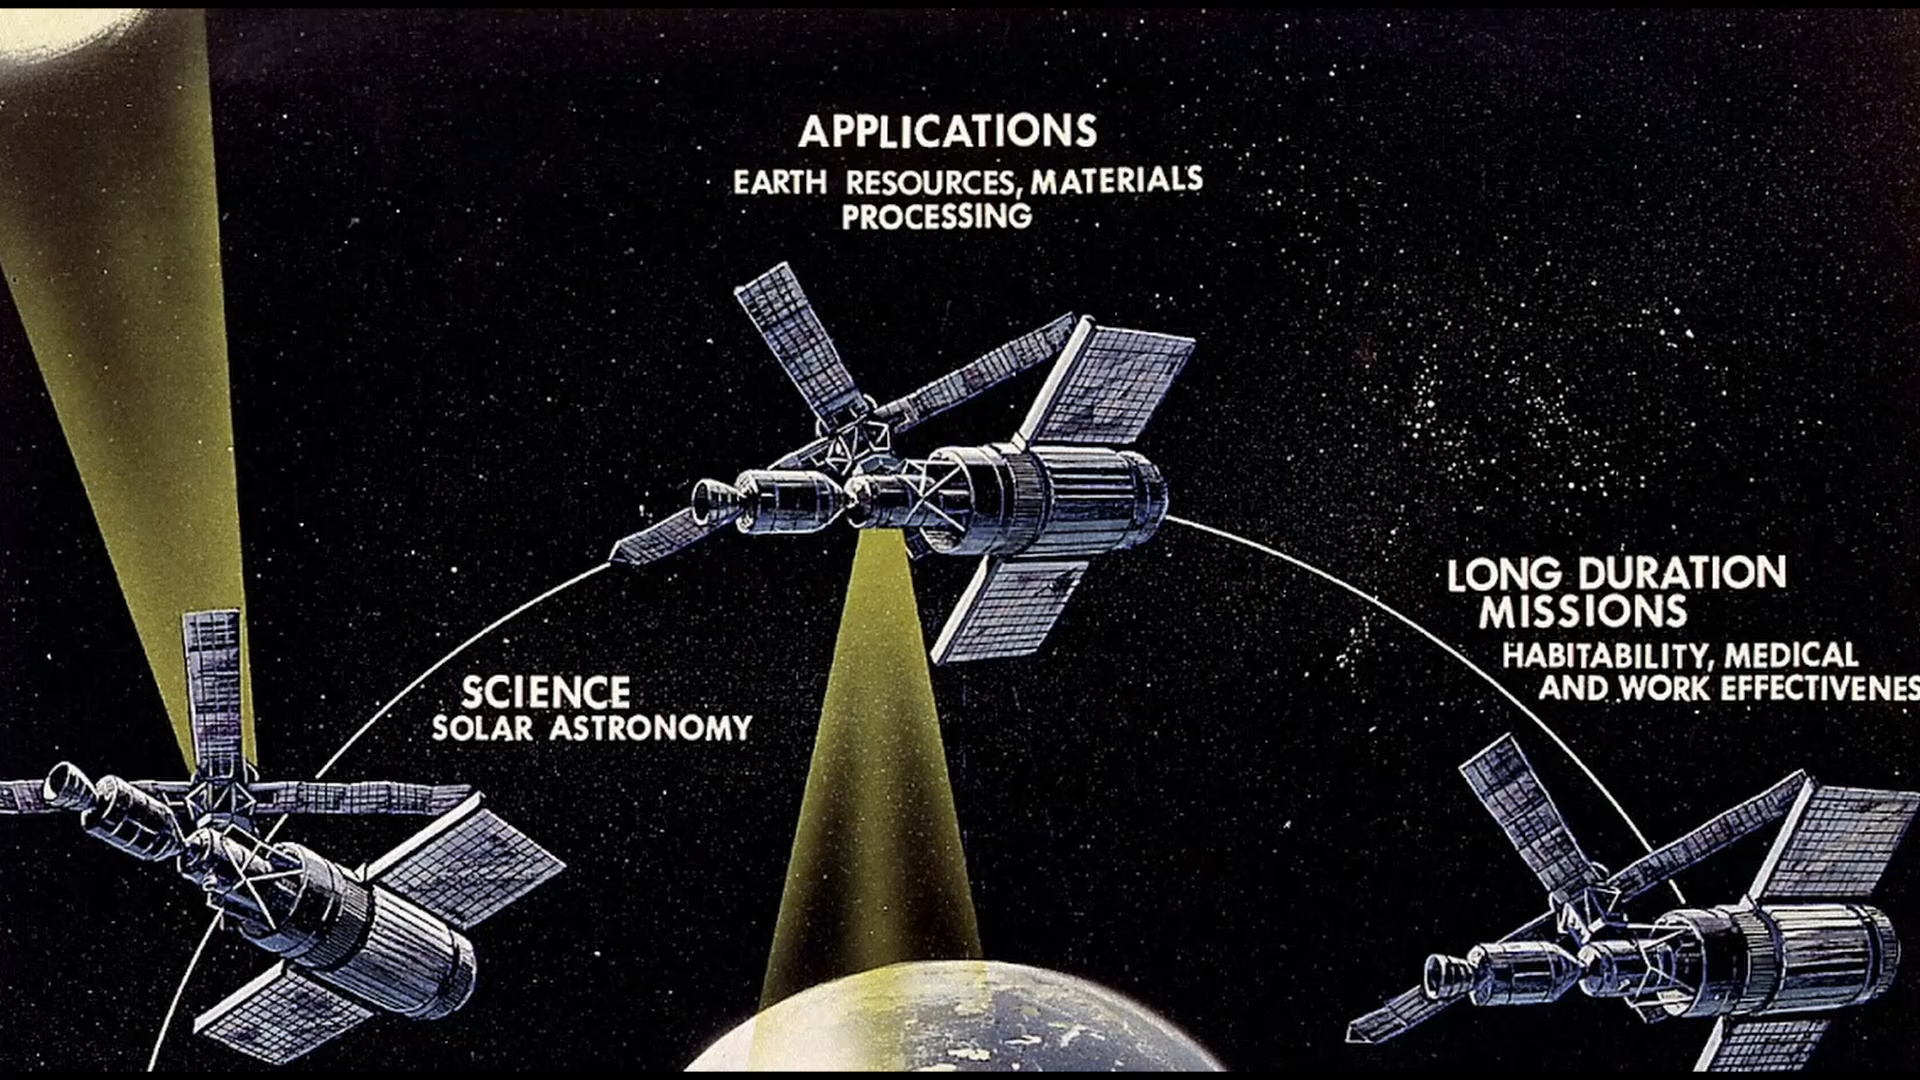 APPLICATIONS
EARTH RESOURCES, MATERIALS
PROCESSING
SCIENCE
SOLAR ASTRONOMY
LONG DURATION
MISSIONS
HABITABILITY, MEDICAL
AND WORK EFFECTIVENES